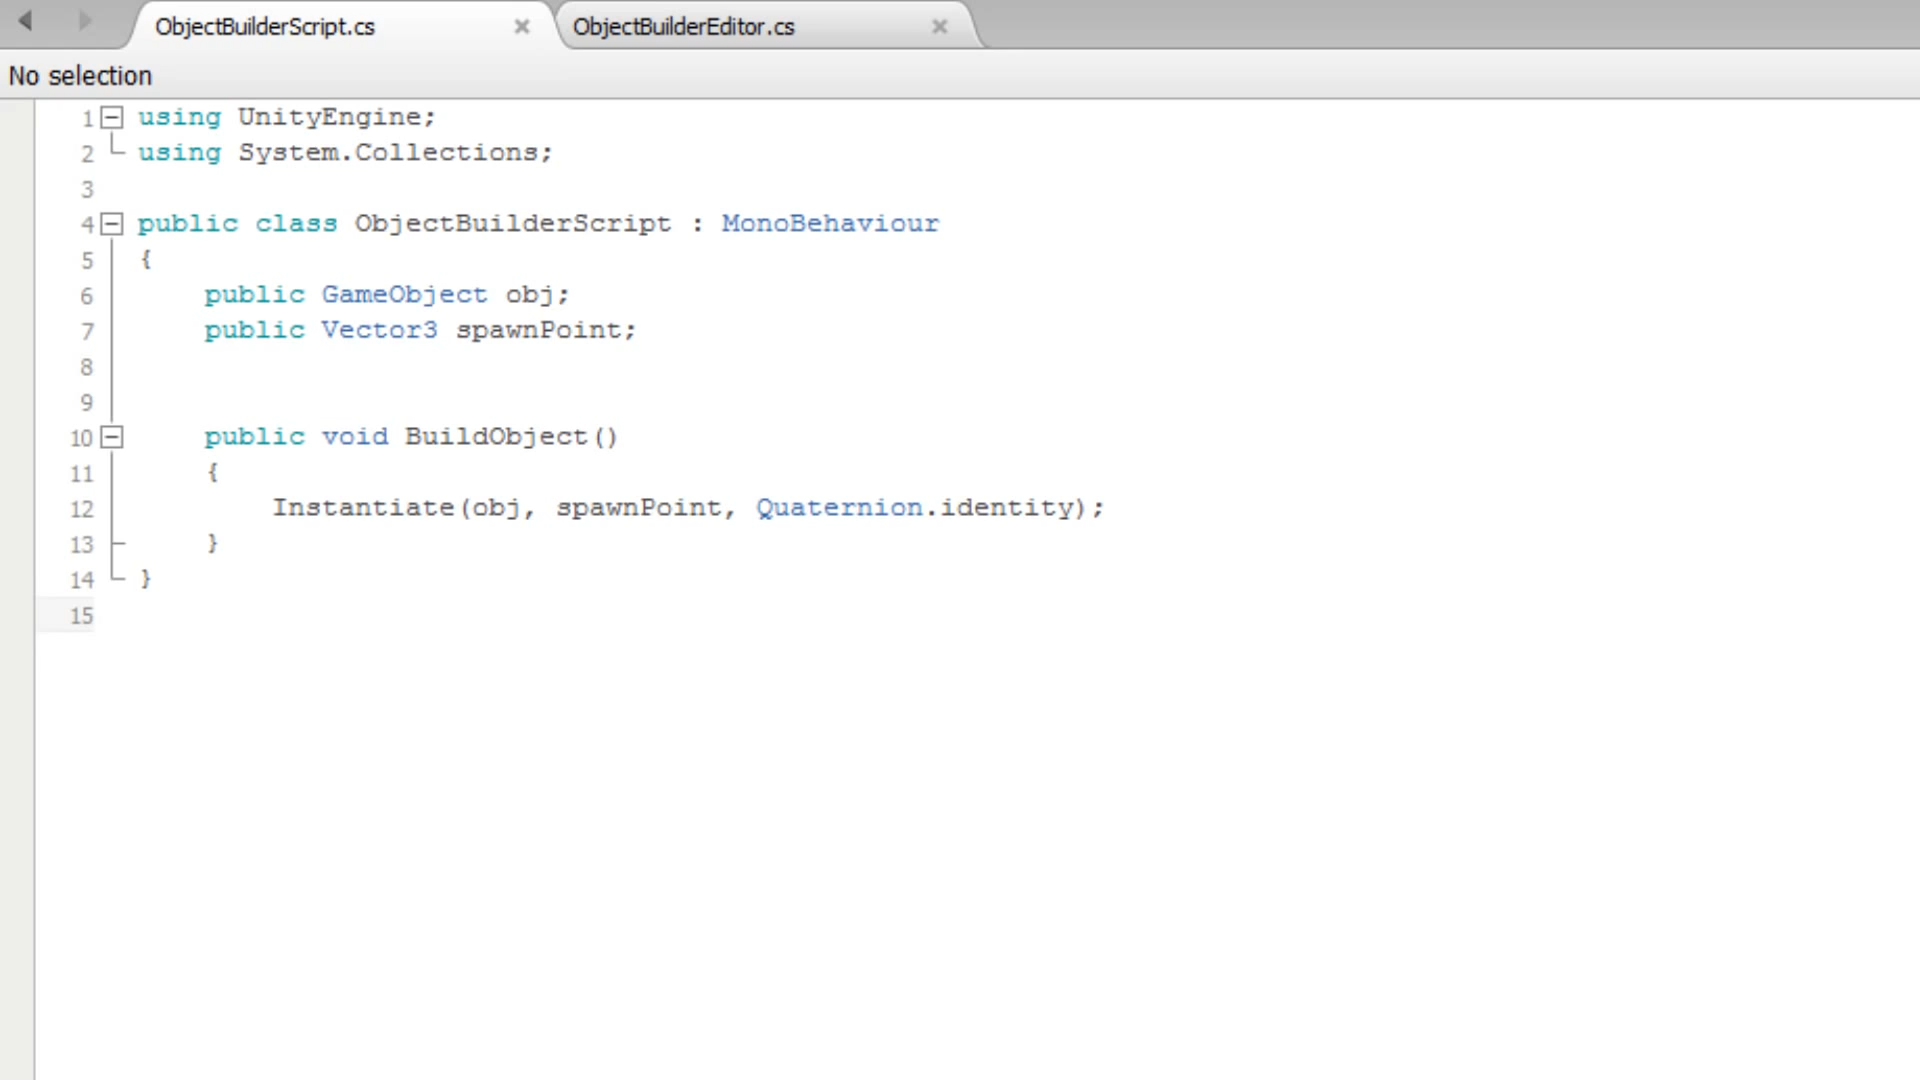 ObjectBuilderScript.cs × ObjectBuilderEditor.cs ×
No selection
1 using UnityEngine;
2 using System.Collections;
3
4 public class ObjectBuilderScript : MonoBehaviour
5 {
6 public GameObject obj;
7 public Vector3 spawnPoint;
8
9
10 public void BuildObject()
11 {
12 Instantiate(obj, spawnPoint, Quaternion.identity);
13 }
14 }
15